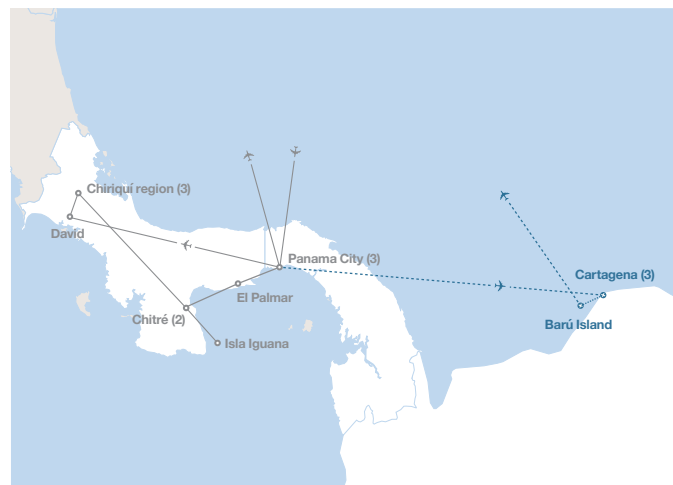 Chiriquí region (3)
David
Panama City (3)
Cartagena (3)
El Palmar
Chitré (2)
Barú Island
Isla Iguana